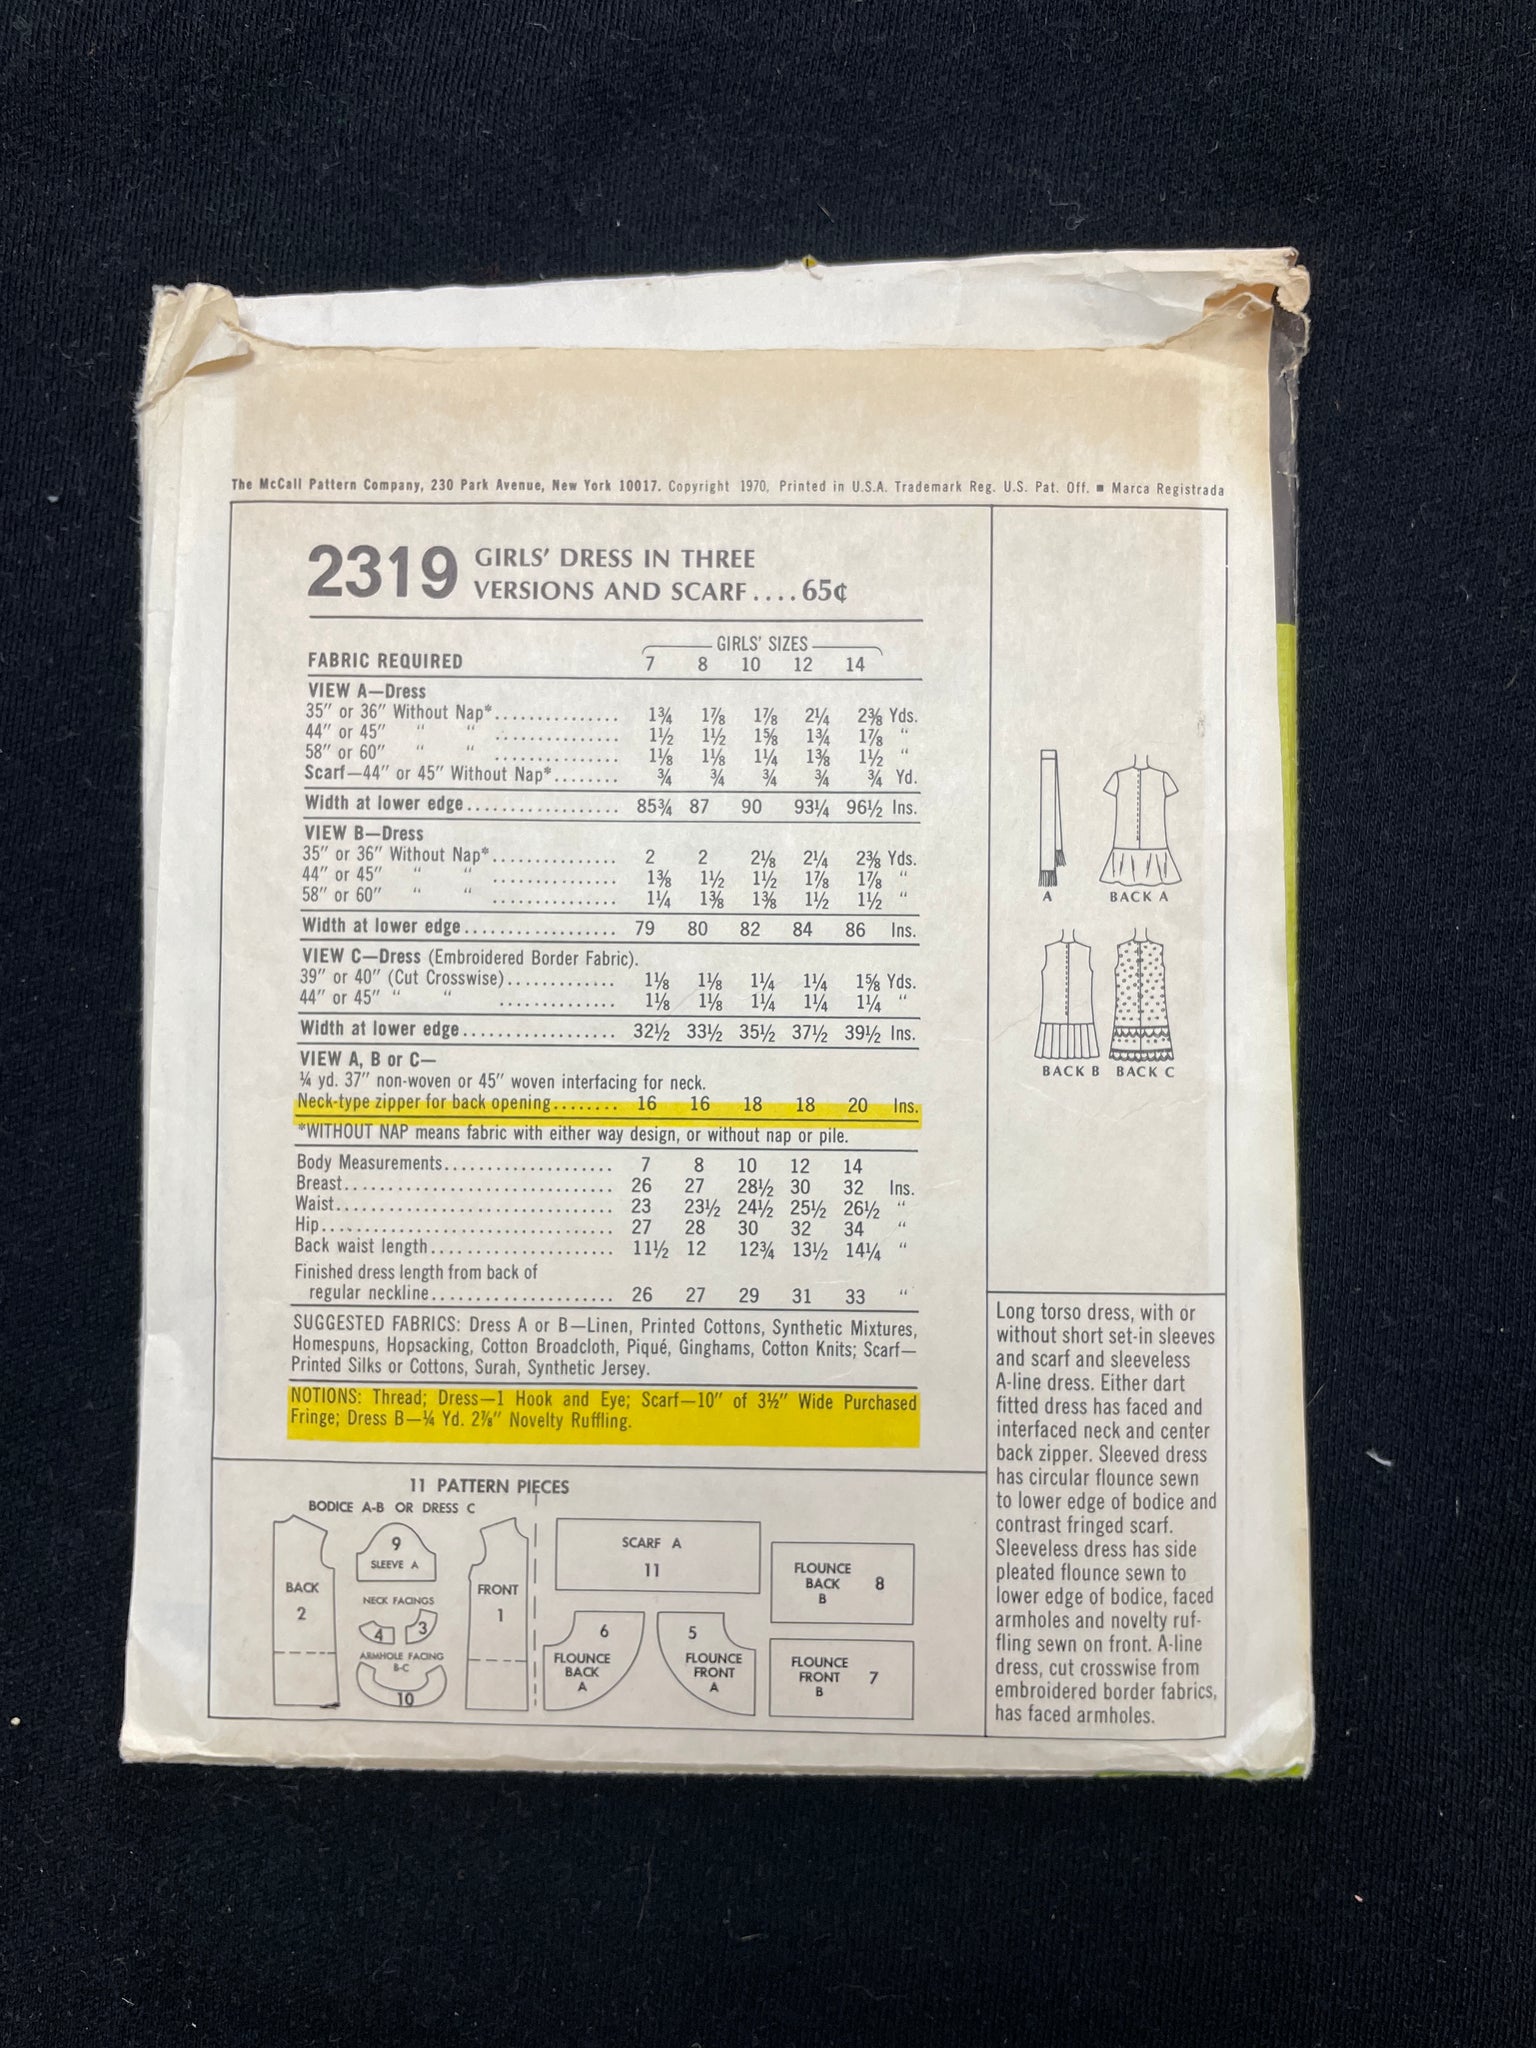 The McCall Pattern Company, 230 Park Avenue, New York 10017. Copyright 1970, Printed in U.S.A. Trademark Reg. U.S. Pat. Off. ■ Marca Registrada
2319 GIRLS' DRESS IN THREE
VERSIONS AND SCARF.... 65¢
GIRLS' SIZES
FABRIC REQUIRED 7 8 10 12 14
VIEW A—Dress
35" or 36" Without Nap*............... 1¾ 1⅞ 1⅞ 2¼ 2⅜ Yds.
44" or 45" " " ............... 1½ 1½ 1⅝ 1¾ 1⅞ "
58" or 60" " " ............... 1⅛ 1⅛ 1¼ 1⅜ 1½ "
Scarf—44" or 45" Without Nap*........ ¾ ¾ ¾ ¾ ¾ Yd.
Width at lower edge.................. 85¾ 87 90 93¼ 96½ Ins.
VIEW B—Dress
35" or 36" Without Nap*............... 2 2 2⅛ 2¼ 2⅜ Yds.
44" or 45" " " ............... 1⅜ 1½ 1½ 1⅞ 1⅞ "
58" or 60" " " ............... 1¼ 1⅜ 1⅜ 1½ 1½ "
Width at lower edge.................. 79 80 82 84 86 Ins.
VIEW C—Dress (Embroidered Border Fabric).
39" or 40" (Cut Crosswise)............. 1⅛ 1⅛ 1¼ 1¼ 1⅝ Yds.
44" or 45" " " .............. 1⅛ 1⅛ 1¼ 1¼ 1¼ "
Width at lower edge.................. 32½ 33½ 35½ 37½ 39½ Ins.
VIEW A, B or C—
¼ yd. 37" non-woven or 45" woven interfacing for neck.
Neck-type zipper for back opening........ 16 16 18 18 20 Ins.
*WITHOUT NAP means fabric with either way design, or without nap or pile.
Body Measurements..................... 7 8 10 12 14
Breast................................. 26 27 28½ 30 32 Ins.
Waist.................................. 23 23½ 24½ 25½ 26½ "
Hip.................................... 27 28 30 32 34 "
Back waist length....................... 11½ 12 12¾ 13½ 14¼ "
Finished dress length from back of
regular neckline....................... 26 27 29 31 33 "
SUGGESTED FABRICS: Dress A or B—Linen, Printed Cottons, Synthetic Mixtures,
Homespuns, Hopsacking, Cotton Broadcloth, Piqué, Ginghams, Cotton Knits; Scarf—
Printed Silks or Cottons, Surah, Synthetic Jersey.
NOTIONS: Thread; Dress—1 Hook and Eye; Scarf—10" of 3½" Wide Purchased
Fringe; Dress B—¼ Yd. 2⅞" Novelty Ruffling.
A BACK A
BACK B BACK C
Long torso dress, with or
without short set-in sleeves
and scarf and sleeveless
A-line dress. Either dart
fitted dress has faced and
interfaced neck and center
back zipper. Sleeved dress
has circular flounce sewn
to lower edge of bodice and
contrast fringed scarf.
Sleeveless dress has side
pleated flounce sewn to
lower edge of bodice, faced
armholes and novelty ruf-
fling sewn on front. A-line
dress, cut crosswise from
embroidered border fabrics,
has faced armholes.
11 PATTERN PIECES
BODICE A-B OR DRESS C
BACK
2
9
SLEEVE A
NECK FACINGS
4 3
ARMHOLE FACING
B-C
10
FRONT
1
SCARF A
11
6
FLOUNCE
BACK
A
5
FLOUNCE
FRONT
A
FLOUNCE
BACK 8
B
FLOUNCE
FRONT 7
B